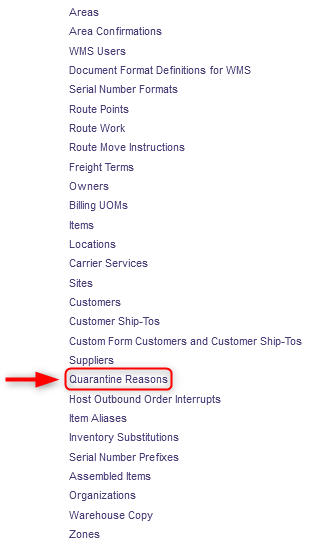 Areas
Area Confirmations
WMS Users
Document Format Definitions for WMS
Serial Number Formats
Route Points
Route Work
Route Move Instructions
Freight Terms
Owners
Billing UOMs
Items
Locations
Carrier Services
Sites
Customers
Customer Ship-Tos
Custom Form Customers and Customer Ship-Tos
Suppliers
Quarantine Reasons
Host Outbound Order Interrupts
Item Aliases
Inventory Substitutions
Serial Number Prefixes
Assembled Items
Organizations
Warehouse Copy
Zones